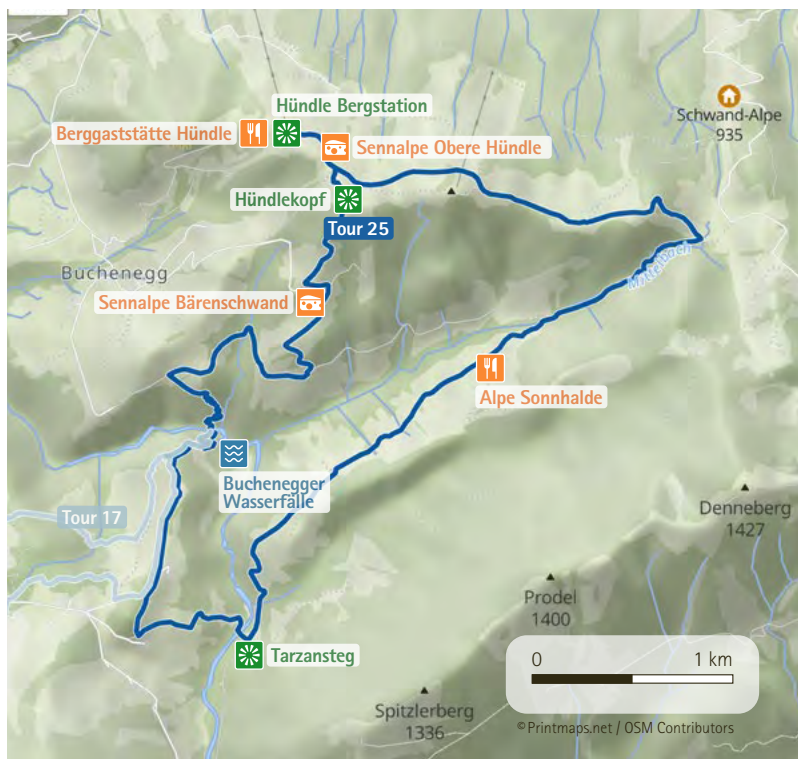 Hündle Bergstation
Schwand-Alpe
935
Berggaststätte Hündle
Sennalpe Obere Hündle
Hündlekopf
Tour 25
Buchenegg
Mittelbach
Sennalpe Bärenschwand
Alpe Sonnhalde
Buchenegger
Wasserfälle
Denneberg
1427
Tour 17
Prodel
1400
Tarzansteg
0 1 km
Spitzlerberg
1336
©Printmaps.net / OSM Contributors